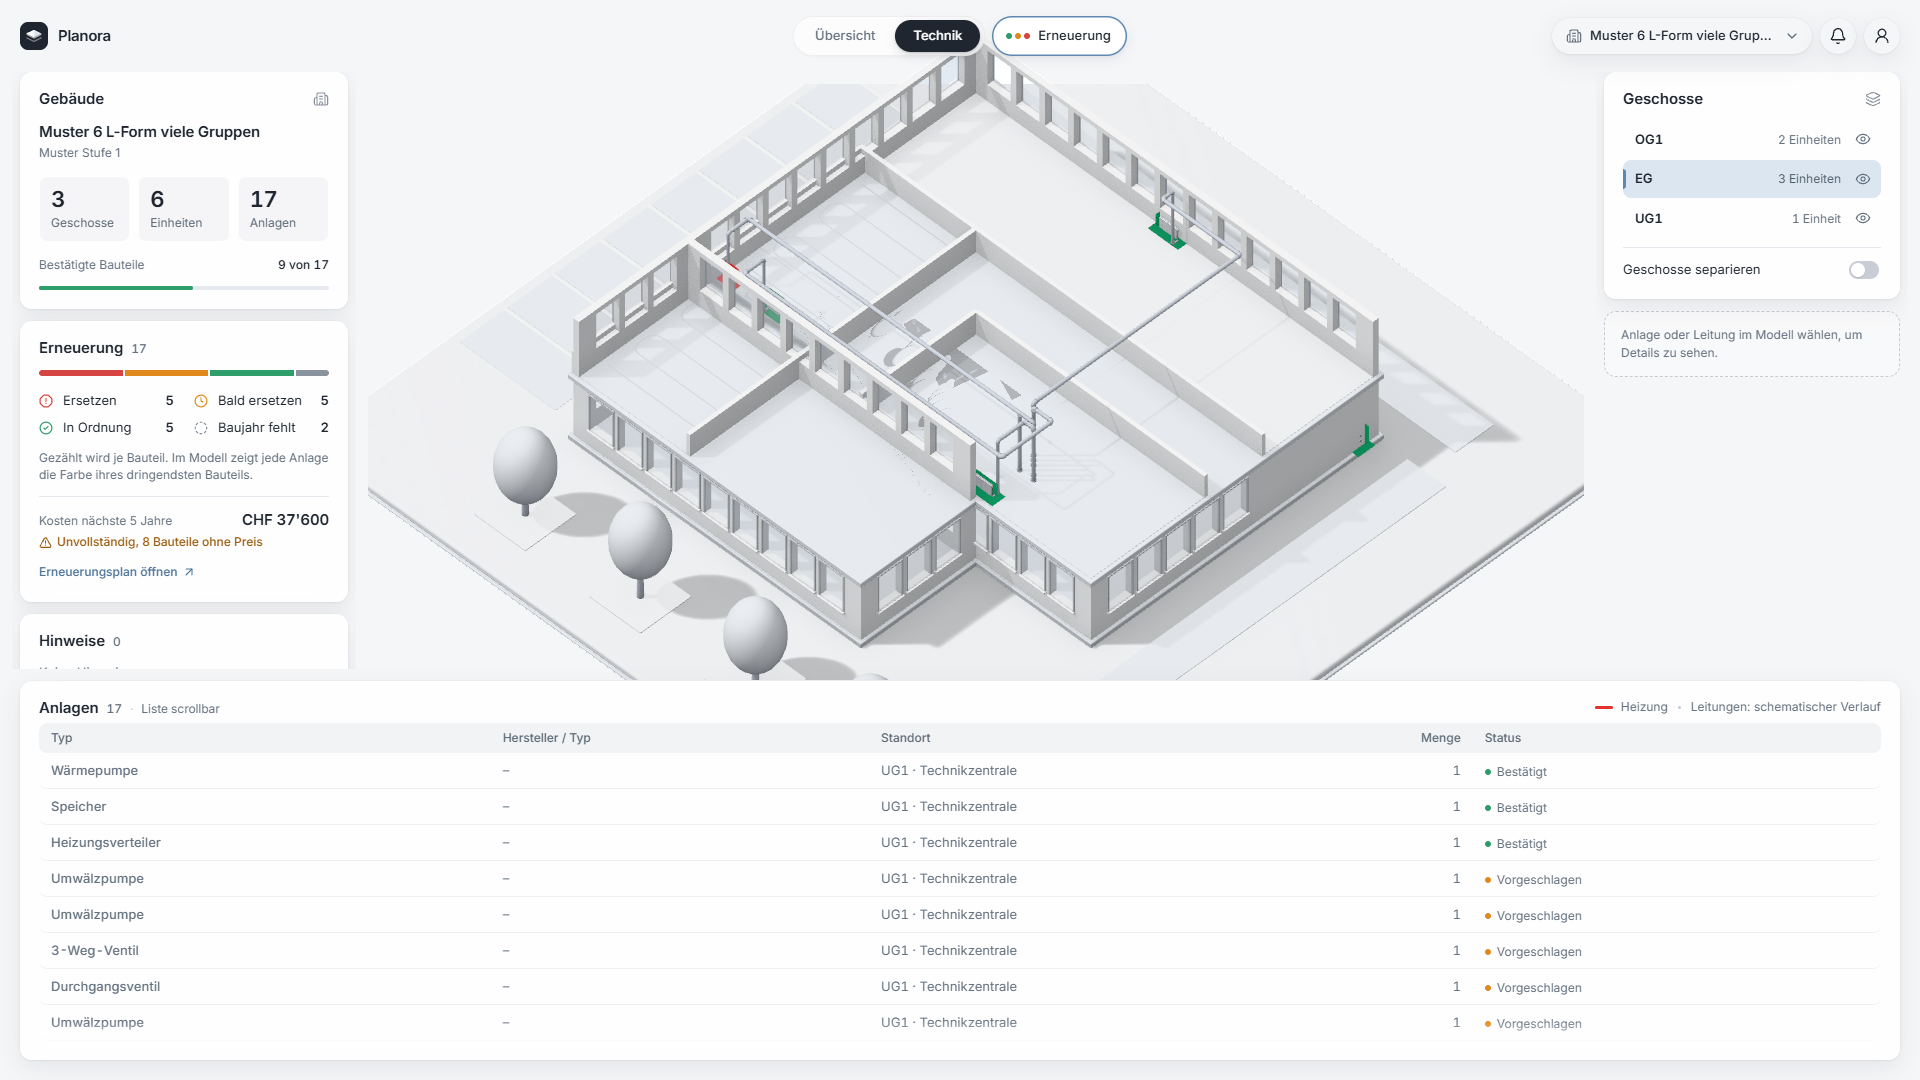 Planora
Übersicht
Technik
Erneuerung
Muster 6 L-Form viele Grup...
Gebäude
Muster 6 L-Form viele Gruppen
Muster Stufe 1
3
Geschosse
6
Einheiten
17
Anlagen
Bestätigte Bauteile
9 von 17
Erneuerung 17
Ersetzen 5
Bald ersetzen 5
In Ordnung 5
Baujahr fehlt 2
Gezählt wird je Bauteil. Im Modell zeigt jede Anlage
die Farbe ihres dringendsten Bauteils.
Kosten nächste 5 Jahre
CHF 37'600
Unvollständig, 8 Bauteile ohne Preis
Erneuerungsplan öffnen
Hinweise 0
Geschosse
OG1 2 Einheiten
EG 3 Einheiten
UG1 1 Einheit
Geschosse separieren
Anlage oder Leitung im Modell wählen, um
Details zu sehen.
Anlagen 17 · Liste scrollbar
Heizung · Leitungen: schematischer Verlauf
Typ Hersteller / Typ Standort Menge Status
Wärmepumpe – UG1 · Technikzentrale 1 Bestätigt
Speicher – UG1 · Technikzentrale 1 Bestätigt
Heizungsverteiler – UG1 · Technikzentrale 1 Bestätigt
Umwälzpumpe – UG1 · Technikzentrale 1 Vorgeschlagen
Umwälzpumpe – UG1 · Technikzentrale 1 Vorgeschlagen
3-Weg-Ventil – UG1 · Technikzentrale 1 Vorgeschlagen
Durchgangsventil – UG1 · Technikzentrale 1 Vorgeschlagen
Umwälzpumpe – UG1 · Technikzentrale 1 Vorgeschlagen